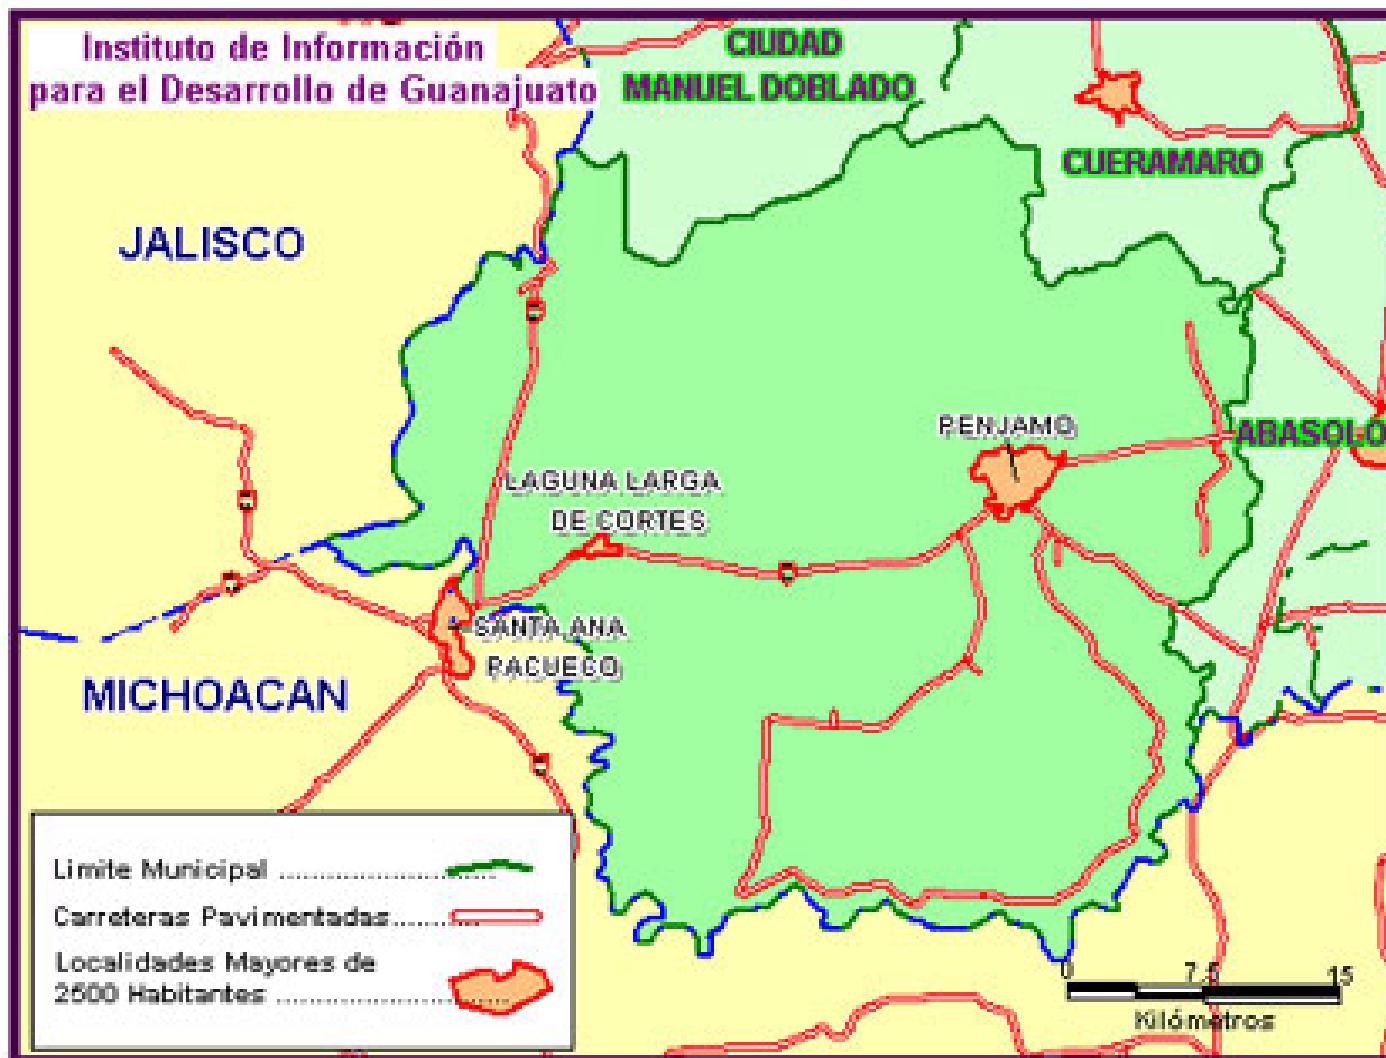 Instituto de Información
para el Desarrollo de Guanajuato
CIUDAD
MANUEL DOBLADO
CUERAMARO
JALISCO
PENJAMO
ABASOLO
LAGUNA LARGA
DE CORTES
SANTA ANA
PACUECO
MICHOACAN
Limite Municipal ............................
Carreteras Pavimentadas...........
Localidades Mayores de
2500 Habitantes ............................
0 7.5 15
Kilómetros